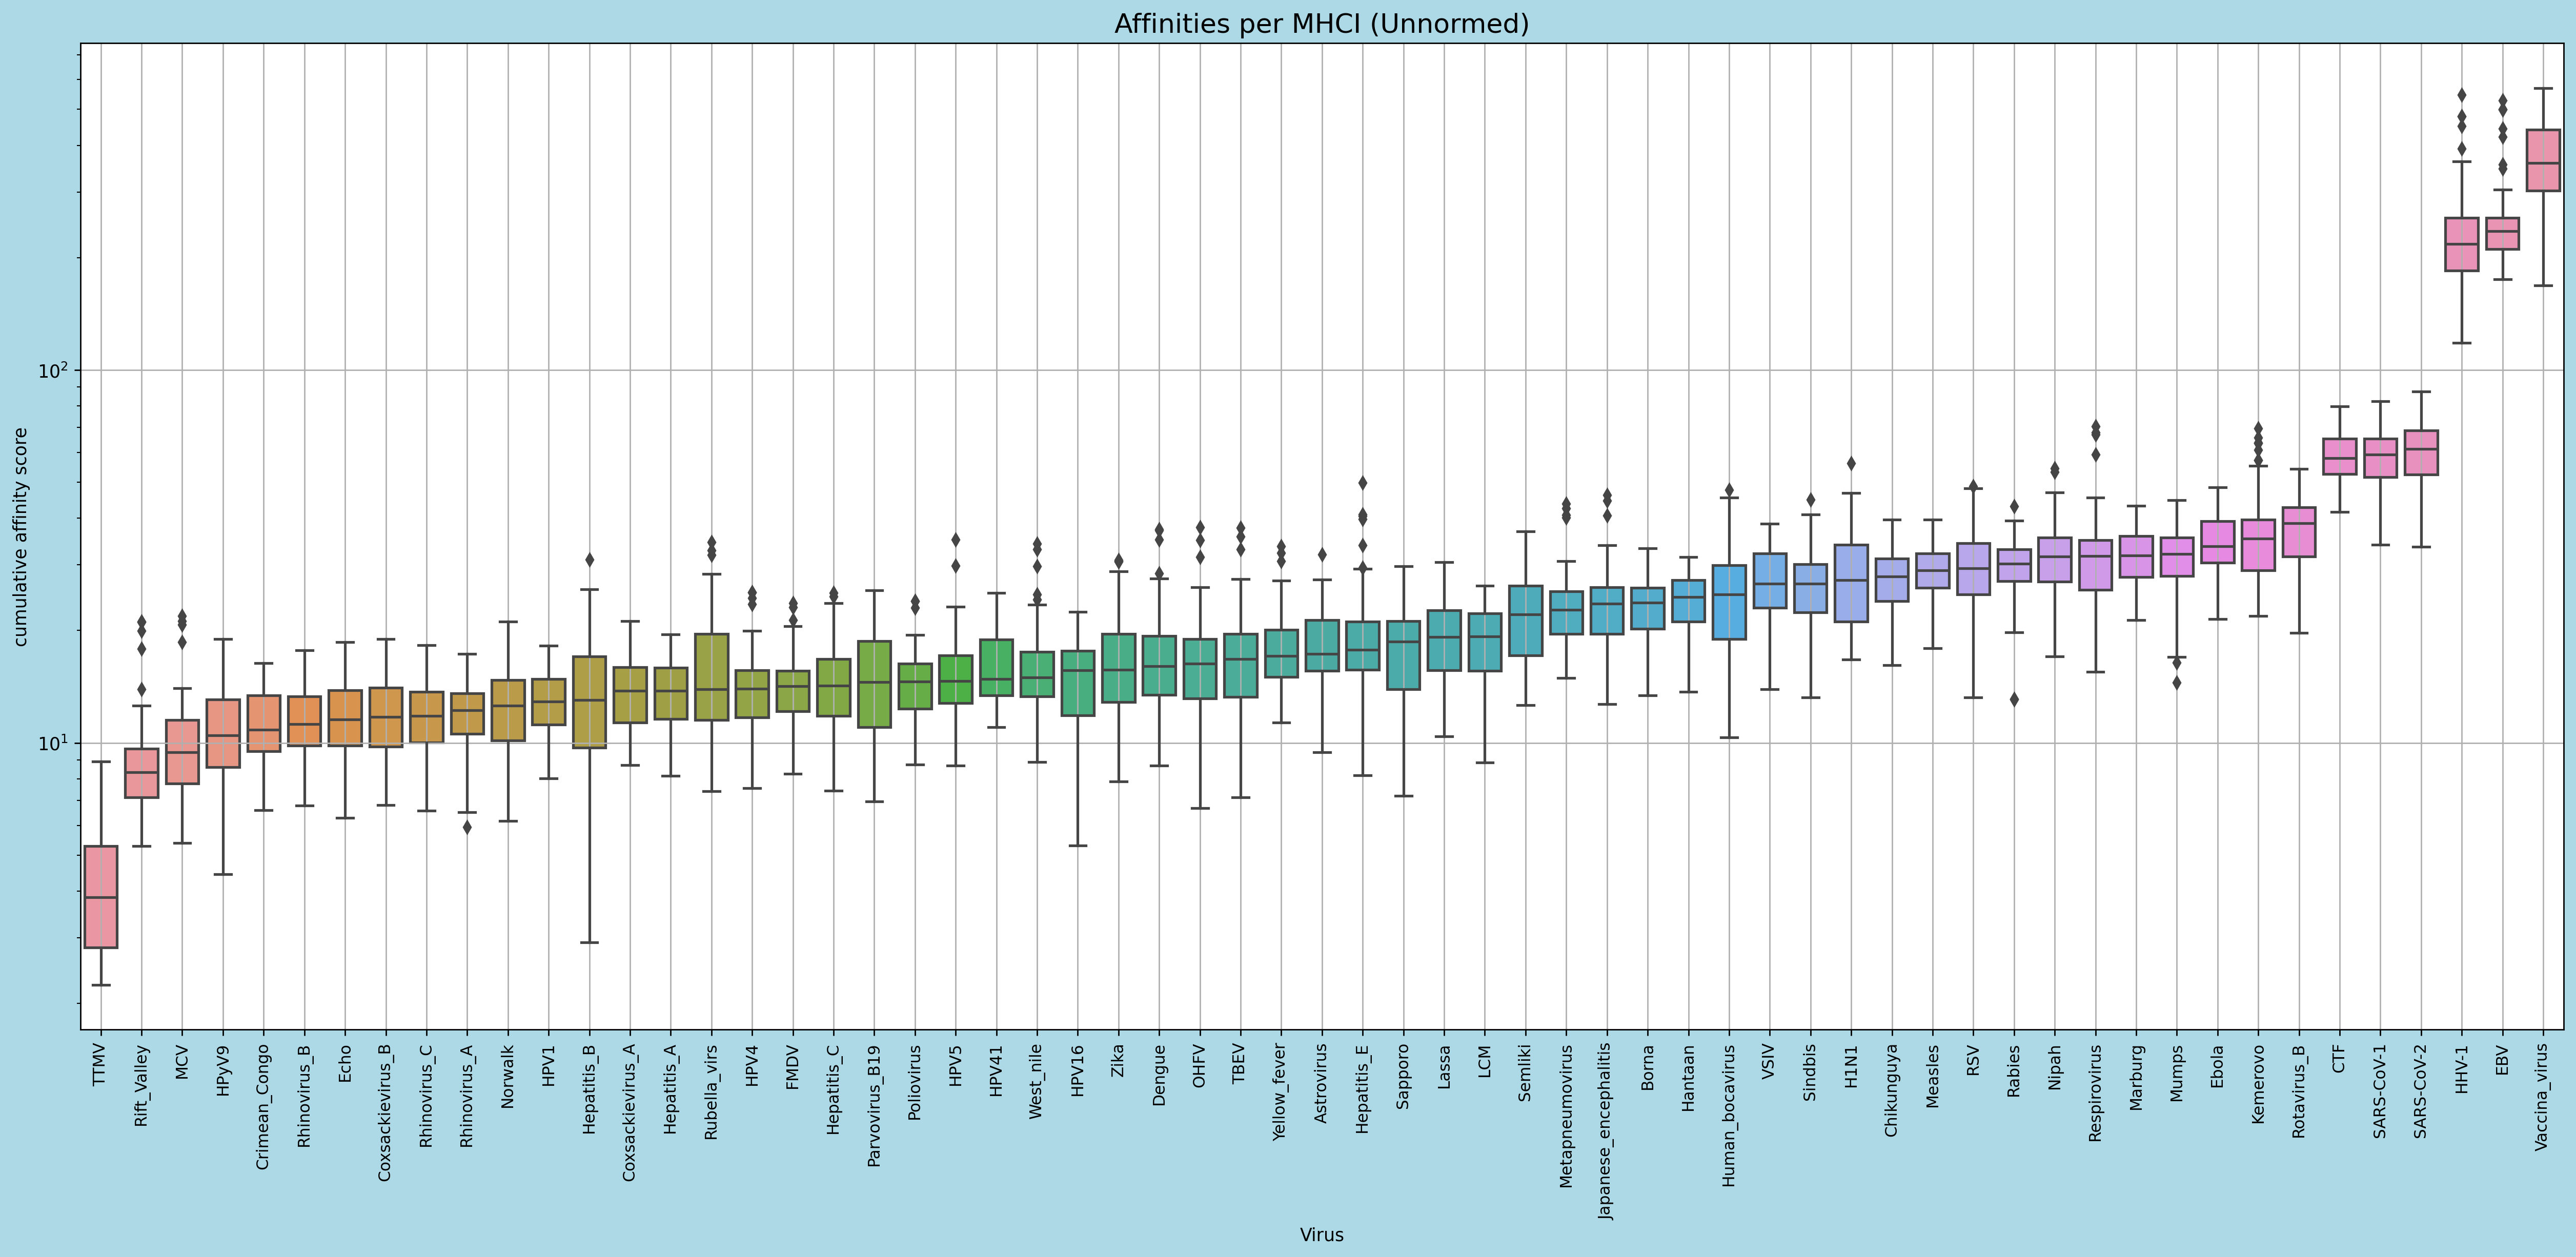 Affinities per MHCI (Unnormed)
cumulative affinity score
10²
10¹
TTMV
Rift_Valley
MCV
HPyV9
Crimean_Congo
Rhinovirus_B
Echo
Coxsackievirus_B
Rhinovirus_C
Rhinovirus_A
Norwalk
HPV1
Hepatitis_B
Coxsackievirus_A
Hepatitis_A
Rubella_virs
HPV4
FMDV
Hepatitis_C
Parvovirus_B19
Poliovirus
HPV5
HPV41
West_nile
HPV16
Zika
Dengue
OHFV
TBEV
Yellow_fever
Astrovirus
Hepatitis_E
Sapporo
Lassa
LCM
Semliki
Metapneumovirus
Japanese_encephalitis
Borna
Hantaan
Human_bocavirus
VSIV
Sindbis
H1N1
Chikunguya
Measles
RSV
Rabies
Nipah
Respirovirus
Marburg
Mumps
Ebola
Kemerovo
Rotavirus_B
CTF
SARS-CoV-1
SARS-CoV-2
HHV-1
EBV
Vaccina_virus
Virus